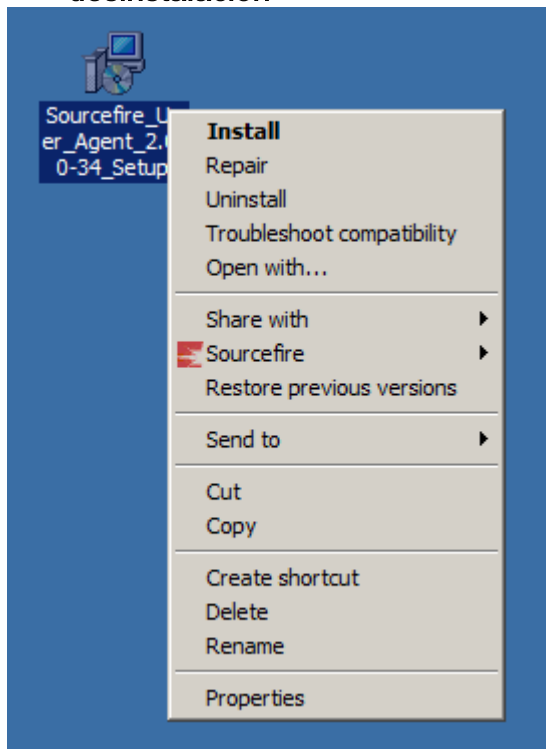 desinstalación
Sourcefire_U
er_Agent_2.
0-34_Setup
Install
Repair
Uninstall
Troubleshoot compatibility
Open with...
Share with
Sourcefire
Restore previous versions
Send to
Cut
Copy
Create shortcut
Delete
Rename
Properties